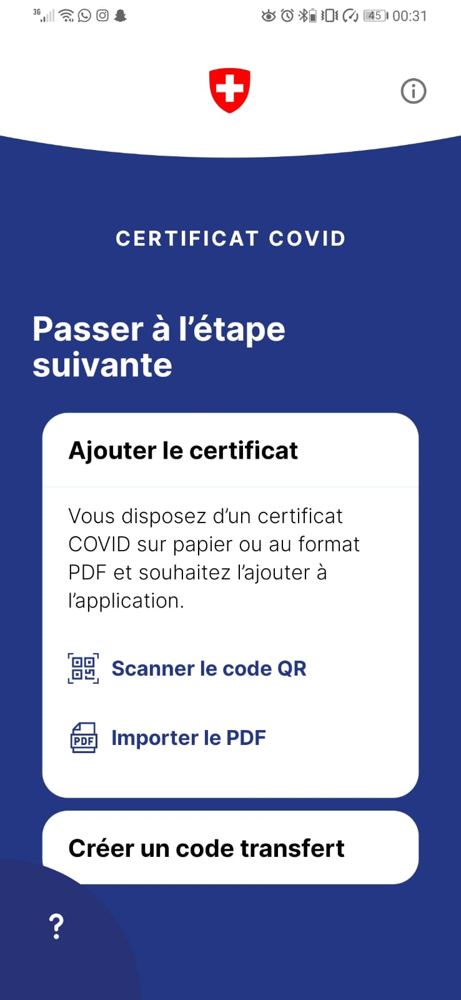 3G 45 00:31
CERTIFICAT COVID
Passer à l’étape
suivante
Ajouter le certificat
Vous disposez d’un certificat
COVID sur papier ou au format
PDF et souhaitez l’ajouter à
l’application.
Scanner le code QR
PDF Importer le PDF
Créer un code transfert
?